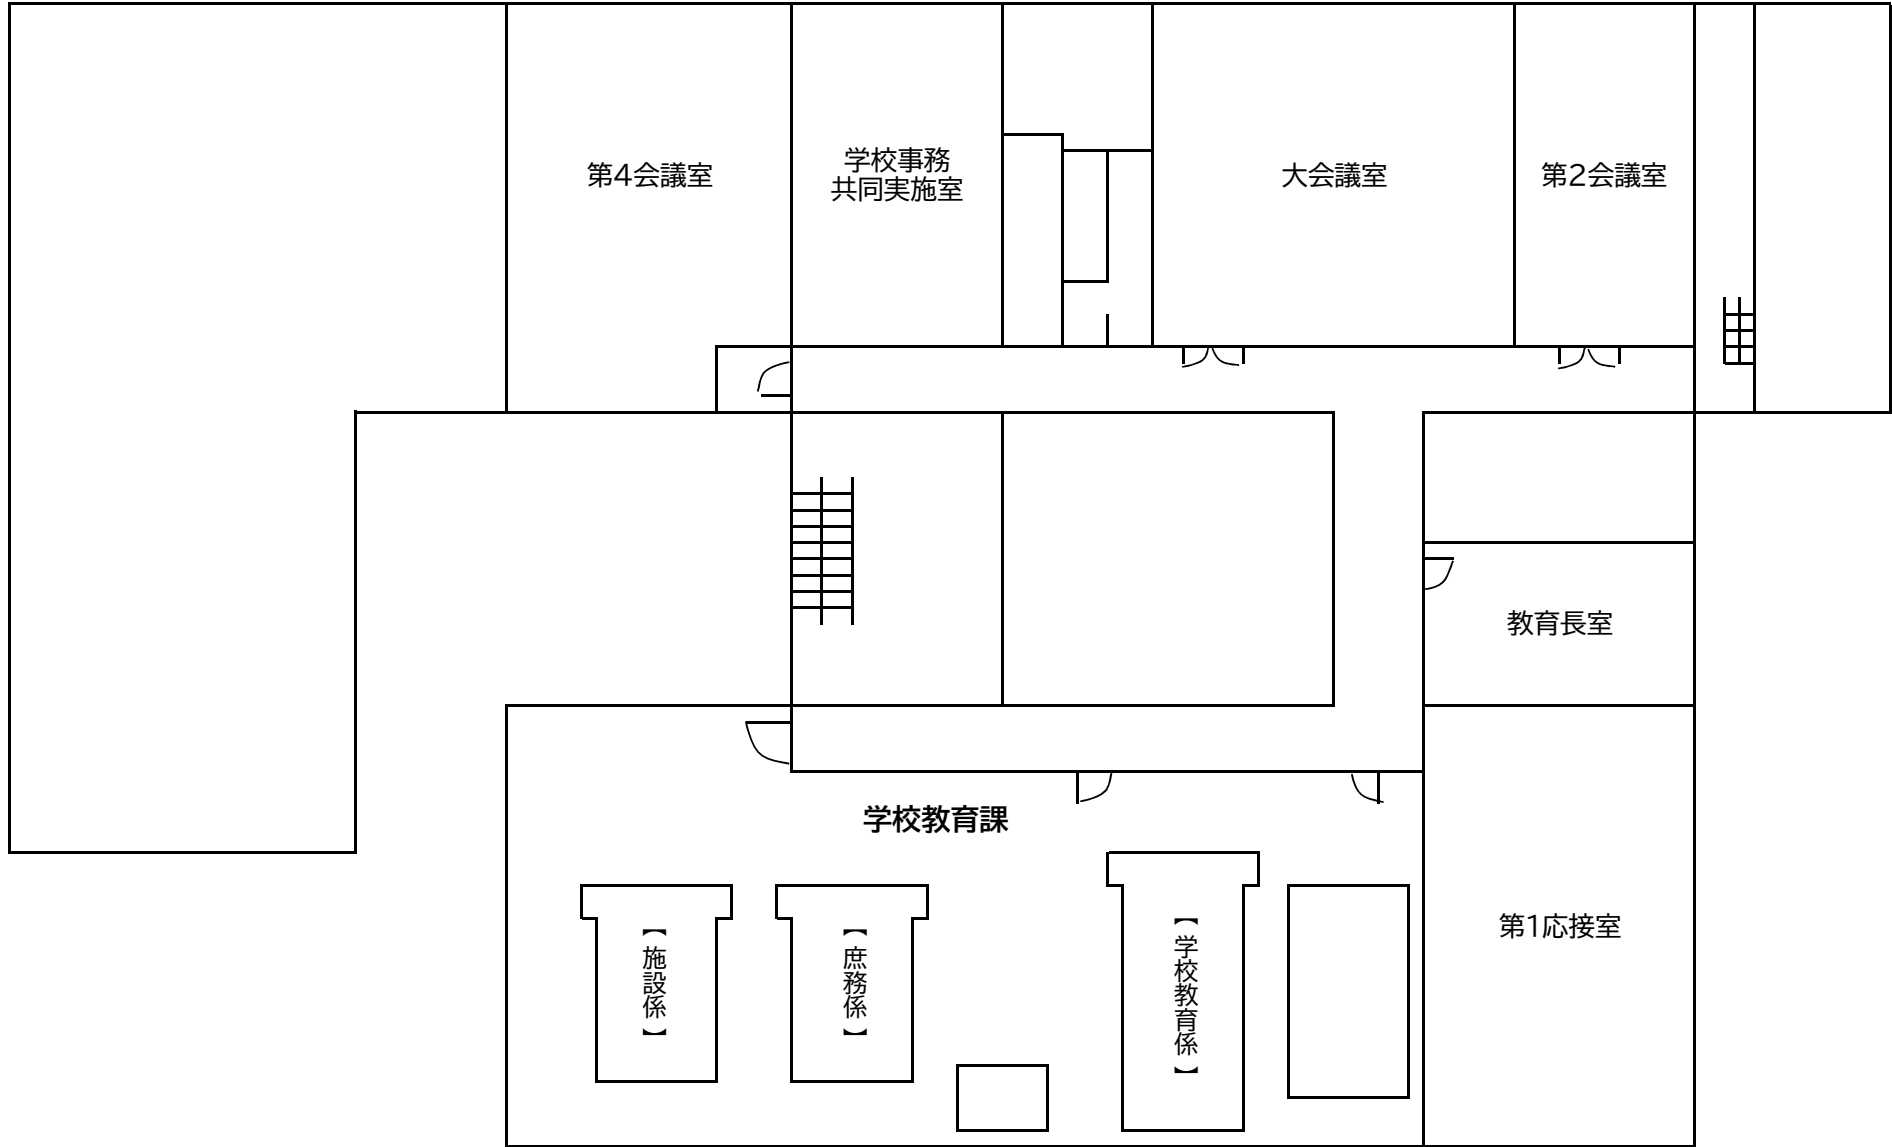 第4会議室
学校事務
共同実施室
大会議室
第2会議室
教育長室
学校教育課
【施設係】
【庶務係】
【学校教育係】
第1応接室